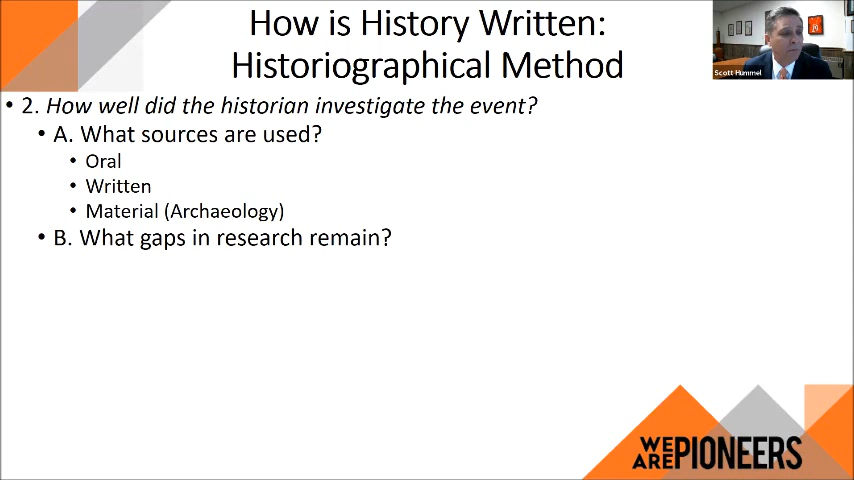 How is History Written:
Historiographical Method
Scott Hummel
• 2. How well did the historian investigate the event?
• A. What sources are used?
• Oral
• Written
• Material (Archaeology)
• B. What gaps in research remain?
WE ARE PIONEERS